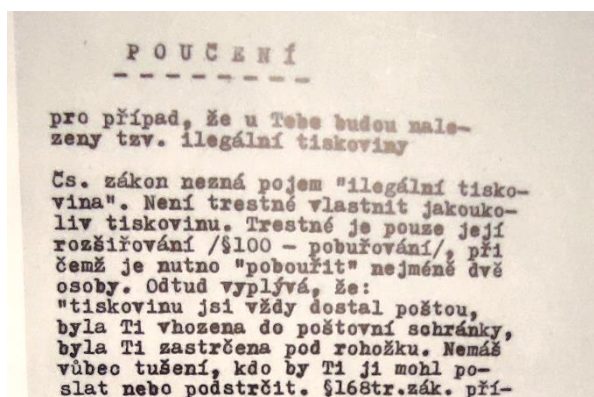 P O U Č E N Í
- - - - - - - - -
pro případ, že u Tebe budou nale-
zeny tzv. ilegální tiskoviny
Čs. zákon nezná pojem "ilegální tisko-
vina". Není trestné vlastnit jakouko-
liv tiskovinu. Trestné je pouze její
rozšiřování /§100 - pobuřování/, při
čemž je nutno "pobouřit" nejméně dvě
osoby. Odtud vyplývá, že:
"tiskovinu jsi vždy dostal poštou,
byla Ti vhozena do poštovní schránky,
byla Ti zastrčena pod rohožku. Nemáš
vůbec tušení, kdo by Ti ji mohl po-
slat nebo podstrčit. §168tr.zák. pří-